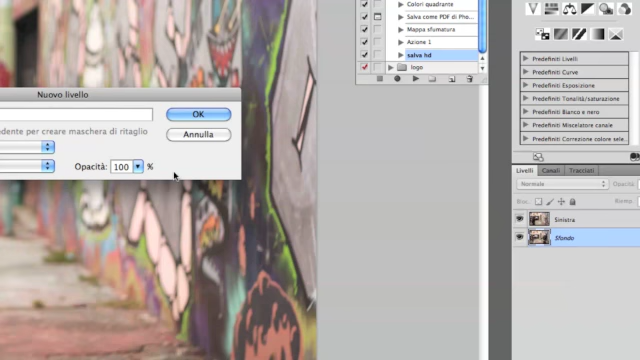 Colori quadrante
Salva come PDF di Pho...
Mappa sfumatura
Azione 1
salva hd
logo
Nuovo livello
OK
dente per creare maschera di ritaglio
Annulla
Opacità: 100 %
Predefiniti Livelli
Predefiniti Curve
Predefiniti Esposizione
Predefiniti Tonalità/saturazione
Predefiniti Bianco e nero
Predefiniti Miscelatore canale
Predefiniti Correzione colore sele...
Livelli Canali Tracciati
Normale Opacità:
Bloc.: Riemp.
Sinistra
Sfondo